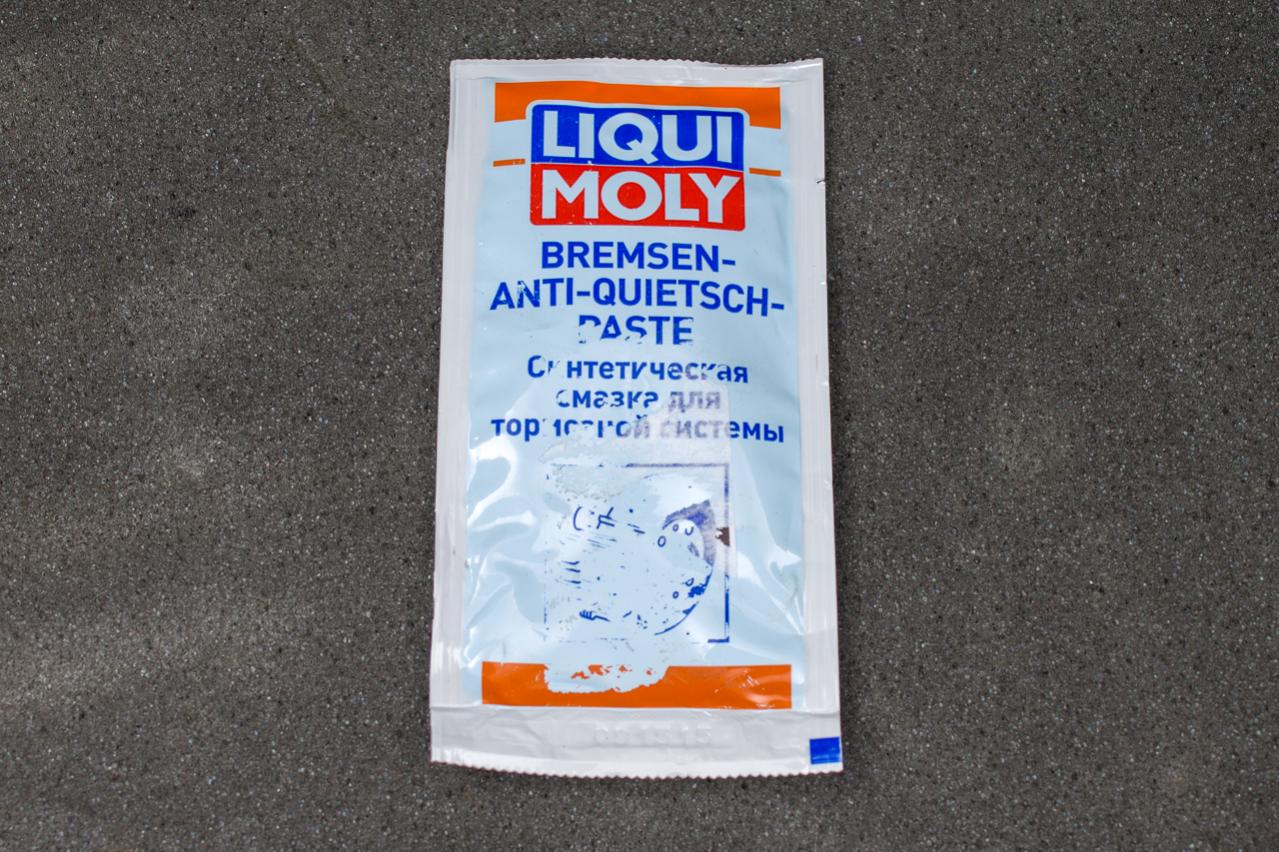 LIQUI
MOLY
BREMSEN-
ANTI-QUIETSCH-
PASTE
Синтетическая
смазка для
тормозной системы